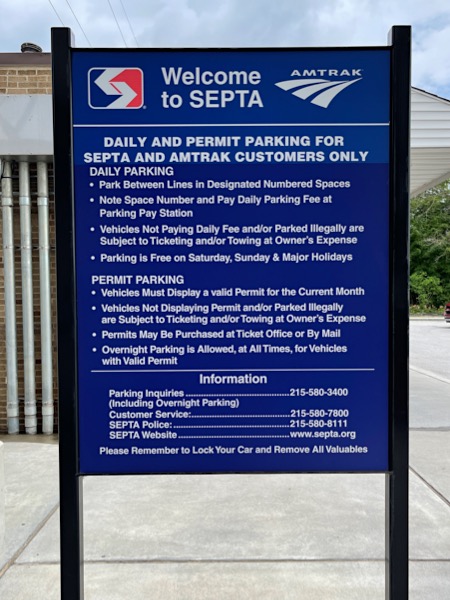 Welcome
to SEPTA
AMTRAK
DAILY AND PERMIT PARKING FOR
SEPTA AND AMTRAK CUSTOMERS ONLY
DAILY PARKING
• Park Between Lines in Designated Numbered Spaces
• Note Space Number and Pay Daily Parking Fee at
Parking Pay Station
• Vehicles Not Paying Daily Fee and/or Parked Illegally are
Subject to Ticketing and/or Towing at Owner's Expense
• Parking is Free on Saturday, Sunday & Major Holidays
PERMIT PARKING
• Vehicles Must Display a valid Permit for the Current Month
• Vehicles Not Displaying Permit and/or Parked Illegally
are Subject to Ticketing and/or Towing at Owner's Expense
• Permits May Be Purchased at Ticket Office or By Mail
• Overnight Parking is Allowed, at All Times, for Vehicles
with Valid Permit
Information
Parking Inquiries.................................215-580-3400
(Including Overnight Parking)
Customer Service:...............................215-580-7800
SEPTA Police:.....................................215-580-8111
SEPTA Website...................................www.septa.org
Please Remember to Lock Your Car and Remove All Valuables